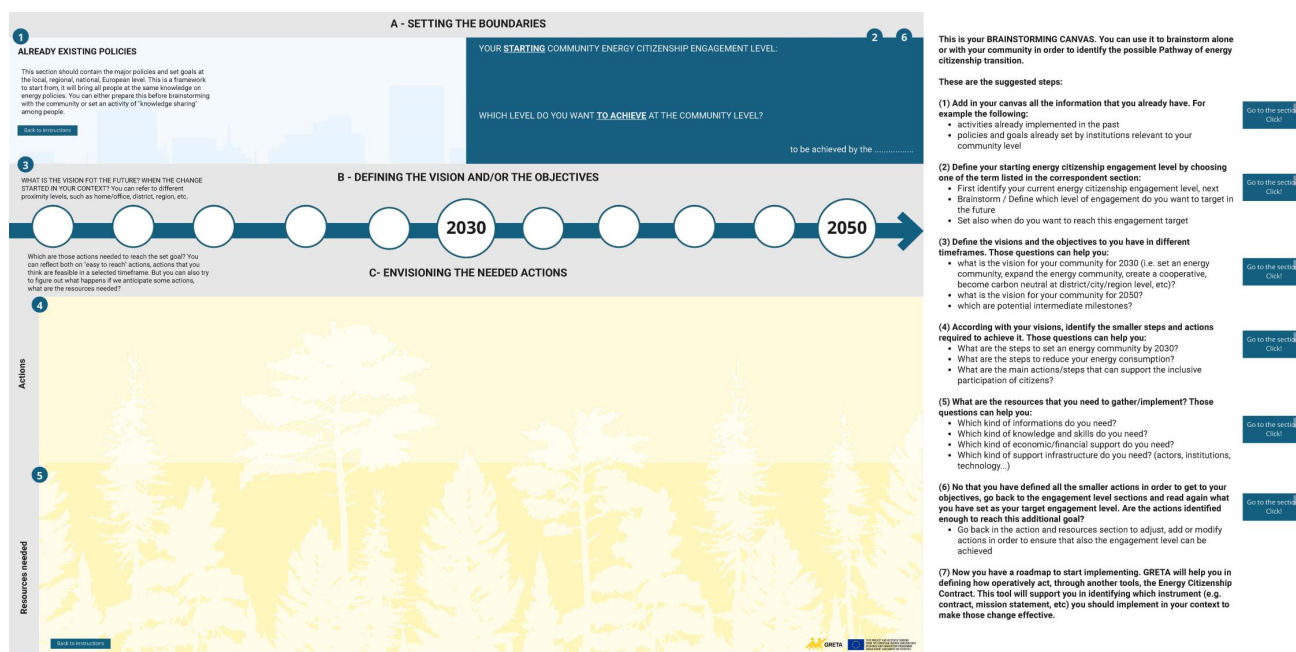 A - SETTING THE BOUNDARIES
1
ALREADY EXISTING POLICIES
This section should contain the major policies and set goals at
the local, regional, national, European level. This is a framework
to start from, it will bring all people at the same knowledge on
energy policies. You can either prepare this before brainstorming
with the community or set an activity of "knowledge sharing"
among people.
Back to instructions
2
6
YOUR STARTING COMMUNITY ENERGY CITIZENSHIP ENGAGEMENT LEVEL:
WHICH LEVEL DO YOU WANT TO ACHIEVE AT THE COMMUNITY LEVEL?
to be achieved by the ................
3
WHAT IS THE VISION FOT THE FUTURE? WHEN THE CHANGE
STARTED IN YOUR CONTEXT? You can refer to different
proximity levels, such as home/office, district, region, etc.
B - DEFINING THE VISION AND/OR THE OBJECTIVES
2030
2050
Which are those actions needed to reach the set goal? You
can reflect both on "easy to reach" actions, actions that you
think are feasible in a selected timeframe. But you can also try
to figure out what happens if we anticipate some actions,
what are the resources needed?
C- ENVISIONING THE NEEDED ACTIONS
4
Actions
5
Resources needed
Back to instructions
GRETA
This is your BRAINSTORMING CANVAS. You can use it to brainstorm alone
or with your community in order to identify the possible Pathway of energy
citizenship transition.
These are the suggested steps:
(1) Add in your canvas all the information that you already have. For
example the following:
• activities already implemented in the past
• policies and goals already set by institutions relevant to your
community level
Go to the sectio
Click!
(2) Define your starting energy citizenship engagement level by choosing
one of the term listed in the correspondent section:
• First identify your current energy citizenship engagement level, next
• Brainstorm / Define which level of engagement do you want to target in
the future
• Set also when do you want to reach this engagement target
Go to the sectio
Click!
(3) Define the visions and the objectives to you have in different
timeframes. Those questions can help you:
• what is the vision for your community for 2030 (i.e. set an energy
community, expand the energy community, create a cooperative,
become carbon neutral at district/city/region level, etc)?
• what is the vision for your community for 2050?
• which are potential intermediate milestones?
Go to the sectio
Click!
(4) According with your visions, identify the smaller steps and actions
required to achieve it. Those questions can help you:
• What are the steps to set an energy community by 2030?
• What are the steps to reduce your energy consumption?
• What are the main actions/steps that can support the inclusive
participation of citizens?
Go to the sectio
Click!
(5) What are the resources that you need to gather/implement? Those
questions can help you:
• Which kind of informations do you need?
• Which kind of knowledge and skills do you need?
• Which kind of economic/financial support do you need?
• Which kind of support infrastructure do you need? (actors, institutions,
technology...)
Go to the sectio
Click!
(6) No that you have defined all the smaller actions in order to get to your
objectives, go back to the engagement level sections and read again what
you have set as your target engagement level. Are the actions identified
enough to reach this additional goal?
• Go back in the action and resources section to adjust, add or modify
actions in order to ensure that also the engagement level can be
achieved
Go to the sectio
Click!
(7) Now you have a roadmap to start implementing. GRETA will help you in
defining how operatively act, through another tools, the Energy Citizenship
Contract. This tool will support you in identifying which instrument (e.g.
contract, mission statement, etc) you should implement in your context to
make those change effective.